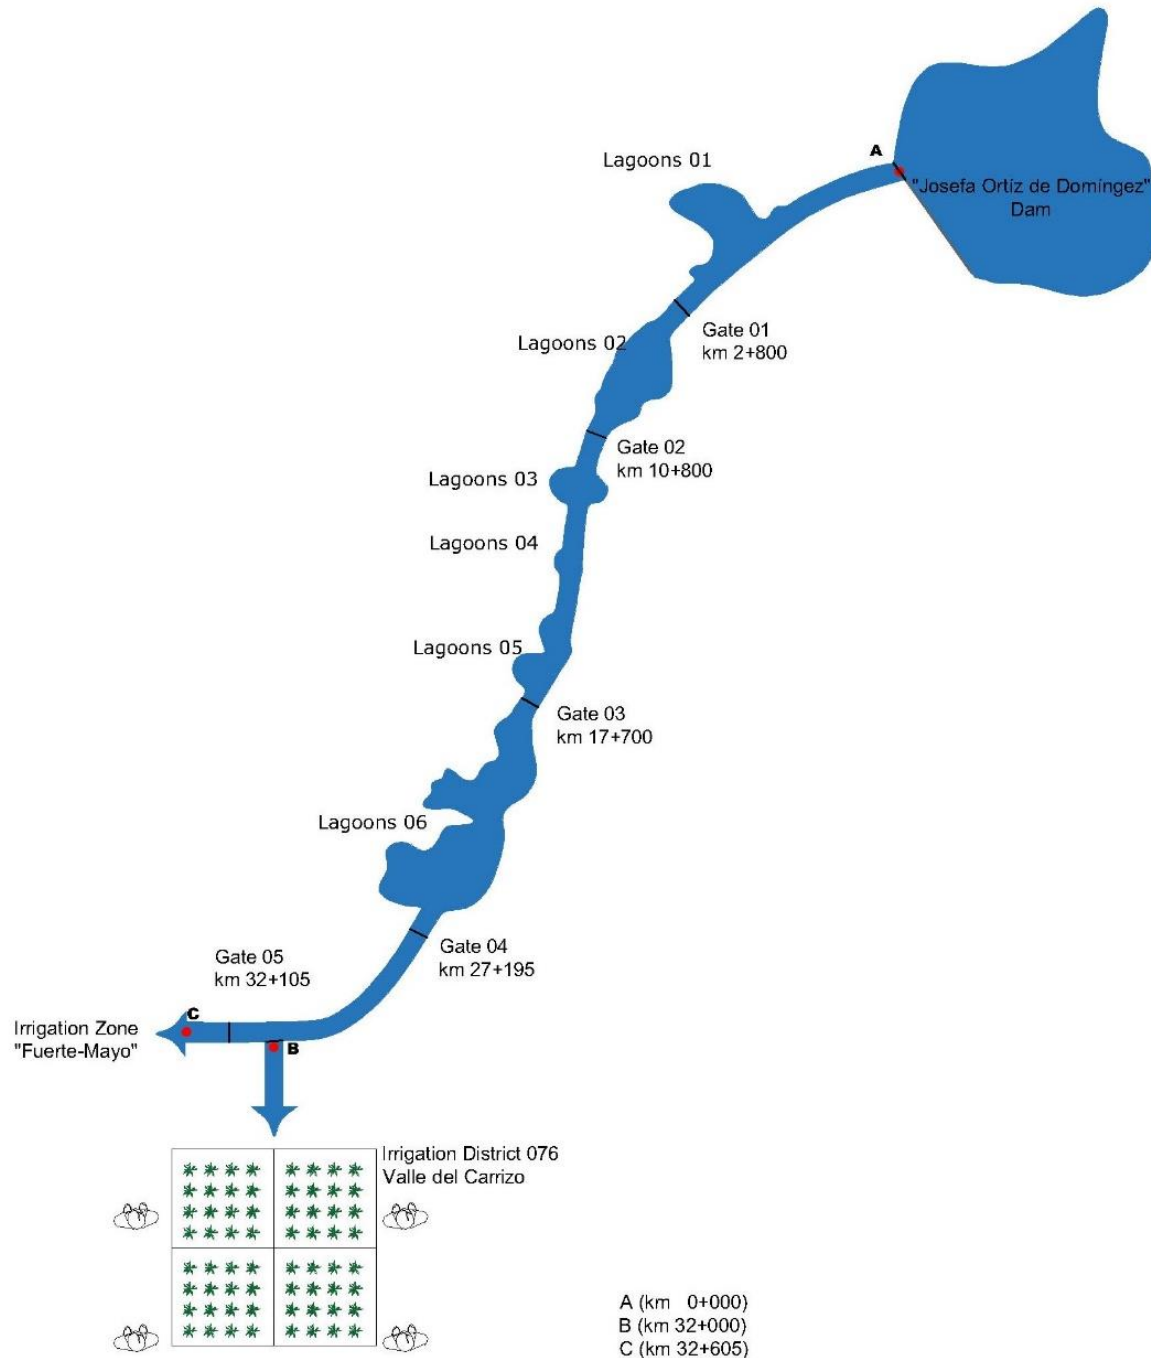 A
Lagoons 01
"Josefa Ortíz de Domíngez"
Dam
Gate 01
km 2+800
Lagoons 02
Gate 02
km 10+800
Lagoons 03
Lagoons 04
Lagoons 05
Gate 03
km 17+700
Lagoons 06
Gate 04
km 27+195
Gate 05
km 32+105
C
Irrigation Zone
"Fuerte-Mayo"
B
Irrigation District 076
Valle del Carrizo
A (km 0+000)
B (km 32+000)
C (km 32+605)